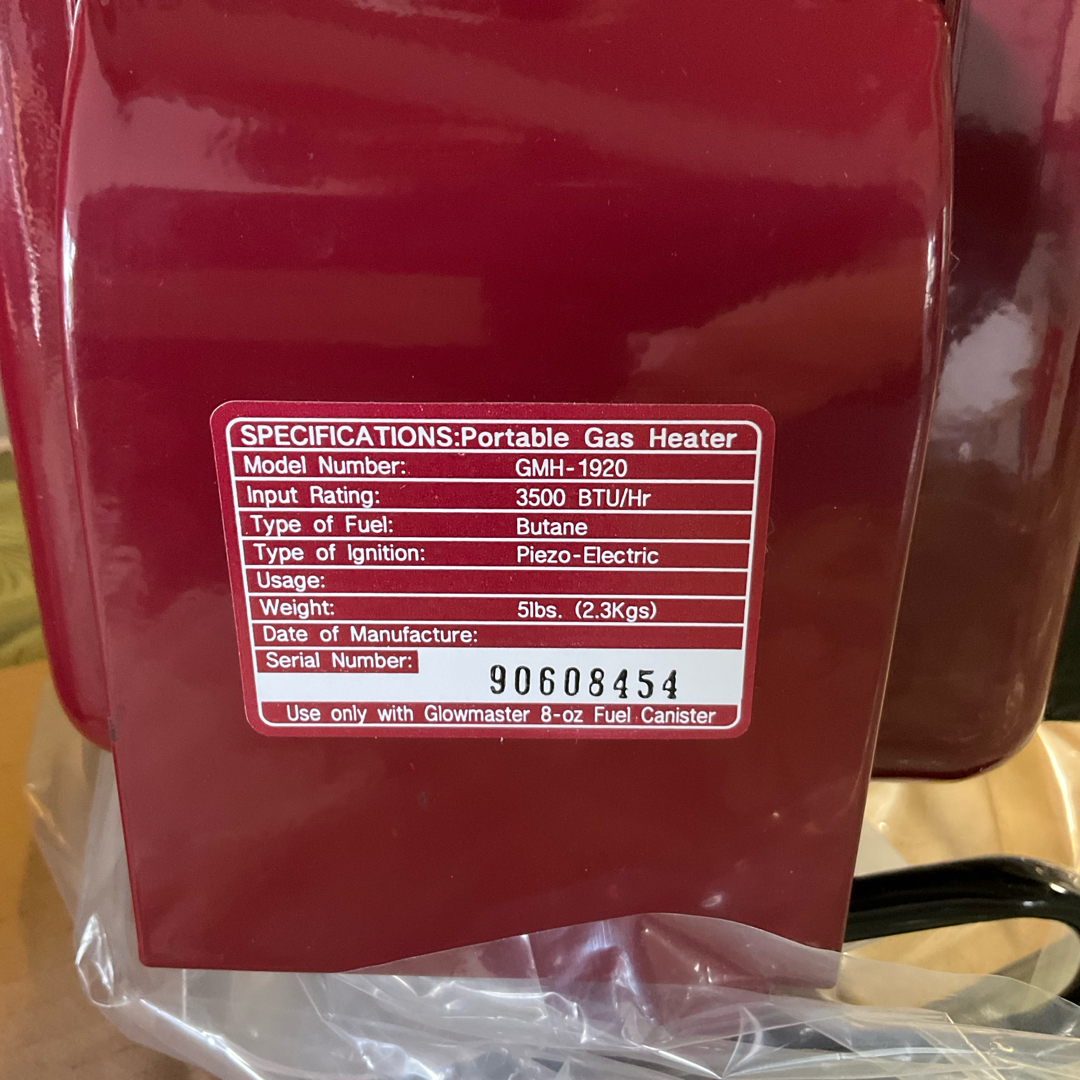 SPECIFICATIONS:Portable Gas Heater
Model Number: GMH-1920
Input Rating: 3500 BTU/Hr
Type of Fuel: Butane
Type of Ignition: Piezo-Electric
Usage:
Weight: 5lbs. (2.3Kgs)
Date of Manufacture:
Serial Number:
90608454
Use only with Glowmaster 8-oz Fuel Canister